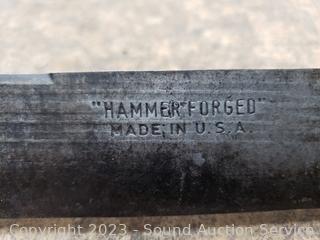 "HAMMER FORGED"
MADE IN U.S.A.
Copyright 2023 - Sound Auction Service